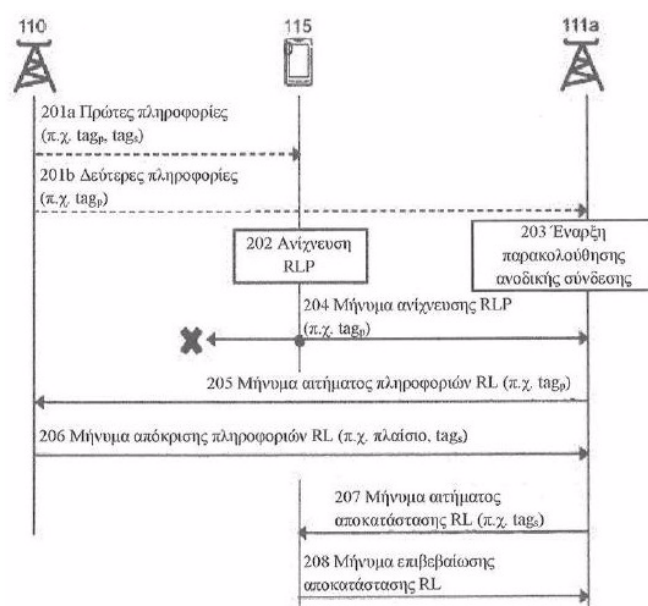 110
115
111a
201a Πρώτες πληροφορίες
(π.χ. tagₚ, tagₛ)
201b Δεύτερες πληροφορίες
(π.χ. tagₚ)
202 Ανίχνευση
RLP
203 Έναρξη
παρακολούθησης
ανοδικής σύνδεσης
204 Μήνυμα ανίχνευσης RLP
(π.χ. tagₚ)
205 Μήνυμα αιτήματος πληροφοριών RL (π.χ. tagₚ)
206 Μήνυμα απόκρισης πληροφοριών RL (π.χ. πλαίσιο, tagₛ)
207 Μήνυμα αιτήματος
αποκατάστασης RL (π.χ. tagₛ)
208 Μήνυμα επιβεβαίωσης
αποκατάστασης RL